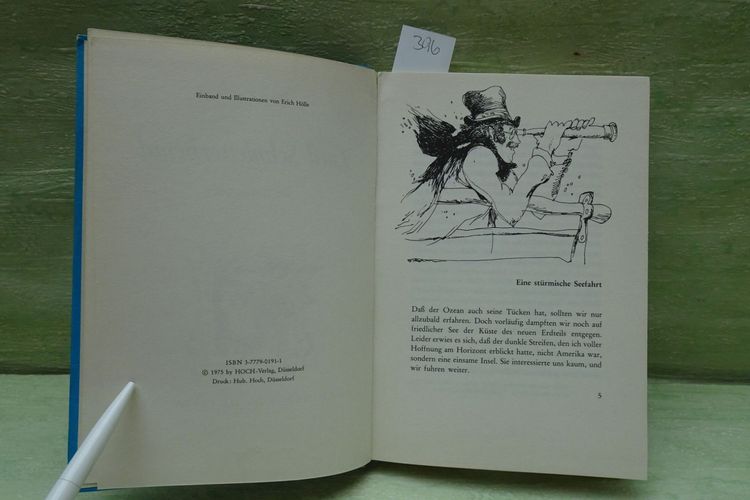 3496
Einband und Illustrationen von Erich Hölle
ISBN 3-7779-0191-1
© 1975 by HOCH-Verlag, Düsseldorf
Druck: Hub. Hoch, Düsseldorf
Eine stürmische Seefahrt
Daß der Ozean auch seine Tücken hat, sollten wir nur
allzubald erfahren. Doch vorläufig dampften wir noch auf
friedlicher See der Küste des neuen Erdteils entgegen.
Leider erwies es sich, daß der dunkle Streifen, den ich voller
Hoffnung am Horizont erblickt hatte, nicht Amerika war,
sondern eine einsame Insel. Sie interessierte uns kaum, und
wir fuhren weiter.
5